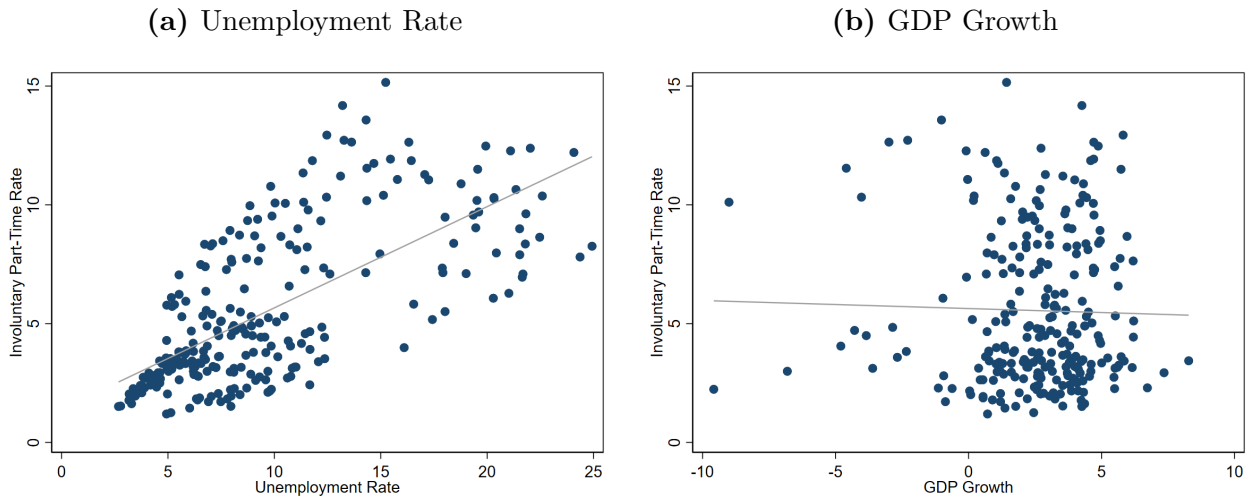 (a) Unemployment Rate
15
10
5
0
Involuntary Part-Time Rate
0 5 10 15 20 25
Unemployment Rate
(b) GDP Growth
15
10
5
0
Involuntary Part-Time Rate
-10 -5 0 5 10
GDP Growth